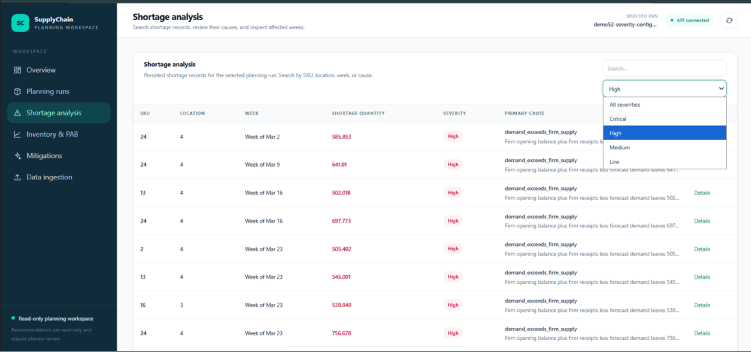 SC
SupplyChain
PLANNING WORKSPACE
WORKSPACE
Overview
Planning runs
Shortage analysis
Inventory & PAB
Mitigations
Data ingestion
Read-only planning workspace
Recommendations are read-only and
require planner review.
Shortage analysis
Search shortage records, review their causes, and inspect affected weeks.
SELECTED RUN
demo52-severity-config...
API connected
Shortage analysis
Persisted shortage records for the selected planning run. Search by SKU, location, week, or cause.
Search...
High
All severities
Critical
High
Medium
Low
SKU LOCATION WEEK SHORTAGE QUANTITY SEVERITY PRIMARY CAUSE
24 4 Week of Mar 2 585.853 High demand_exceeds_firm_supply
Firm opening balance plus firm receipts less
24 4 Week of Mar 9 641.01 High demand_exceeds_firm_supply
Firm opening balance plus firm receipts less forecast demand leaves 641...
13 4 Week of Mar 16 502.018 High demand_exceeds_firm_supply Details
Firm opening balance plus firm receipts less forecast demand leaves 502...
24 4 Week of Mar 16 697.773 High demand_exceeds_firm_supply Details
Firm opening balance plus firm receipts less forecast demand leaves 697...
2 4 Week of Mar 23 505.402 High demand_exceeds_firm_supply Details
Firm opening balance plus firm receipts less forecast demand leaves 505...
13 4 Week of Mar 23 545.001 High demand_exceeds_firm_supply Details
Firm opening balance plus firm receipts less forecast demand leaves 545...
16 3 Week of Mar 23 538.848 High demand_exceeds_firm_supply Details
Firm opening balance plus firm receipts less forecast demand leaves 538...
24 4 Week of Mar 23 756.678 High demand_exceeds_firm_supply Details
Firm opening balance plus firm receipts less forecast demand leaves 756...